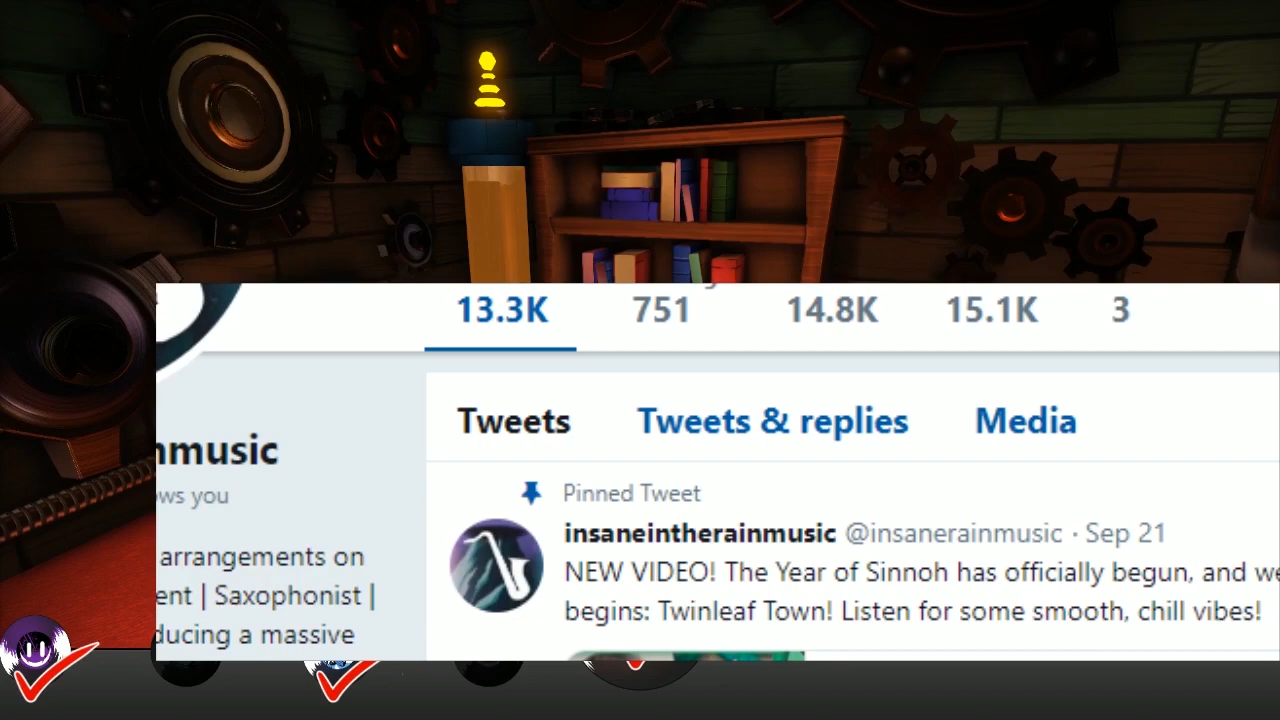 13.3K 751 14.8K 15.1K 3
Tweets Tweets & replies Media
nmusic
ows you
arrangements on
ent | Saxophonist |
ducing a massive
Pinned Tweet
insaneintherainmusic @insanerainmusic · Sep 21
NEW VIDEO! The Year of Sinnoh has officially begun, and we
begins: Twinleaf Town! Listen for some smooth, chill vibes!